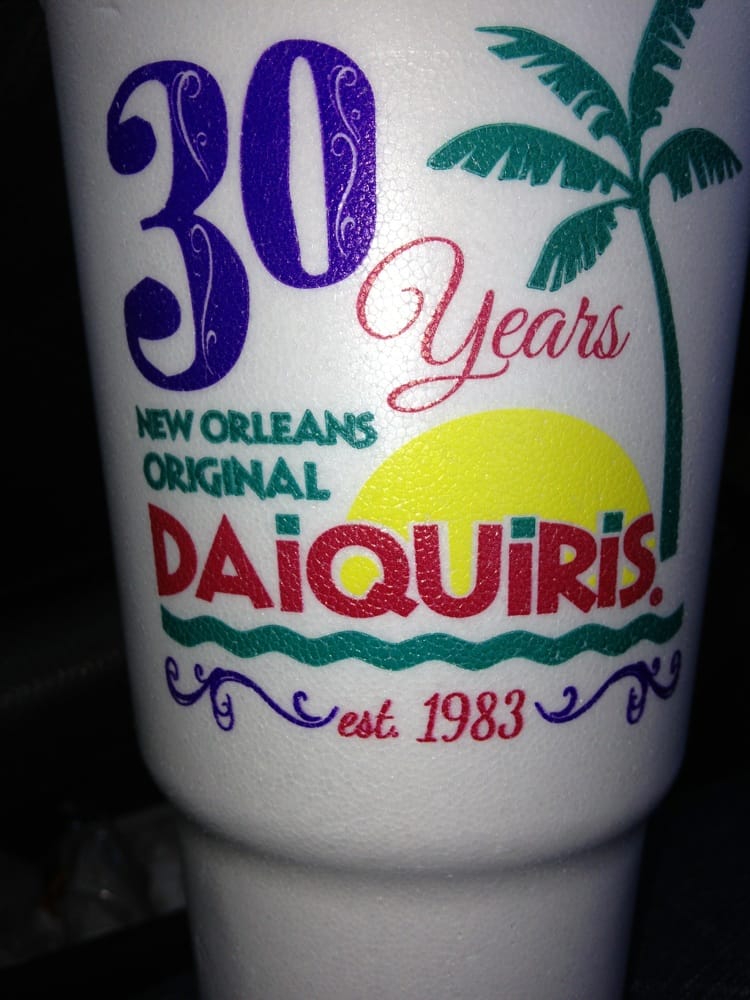 30
Years
NEW ORLEANS
ORIGINAL
DAiQUiRiS.
est. 1983